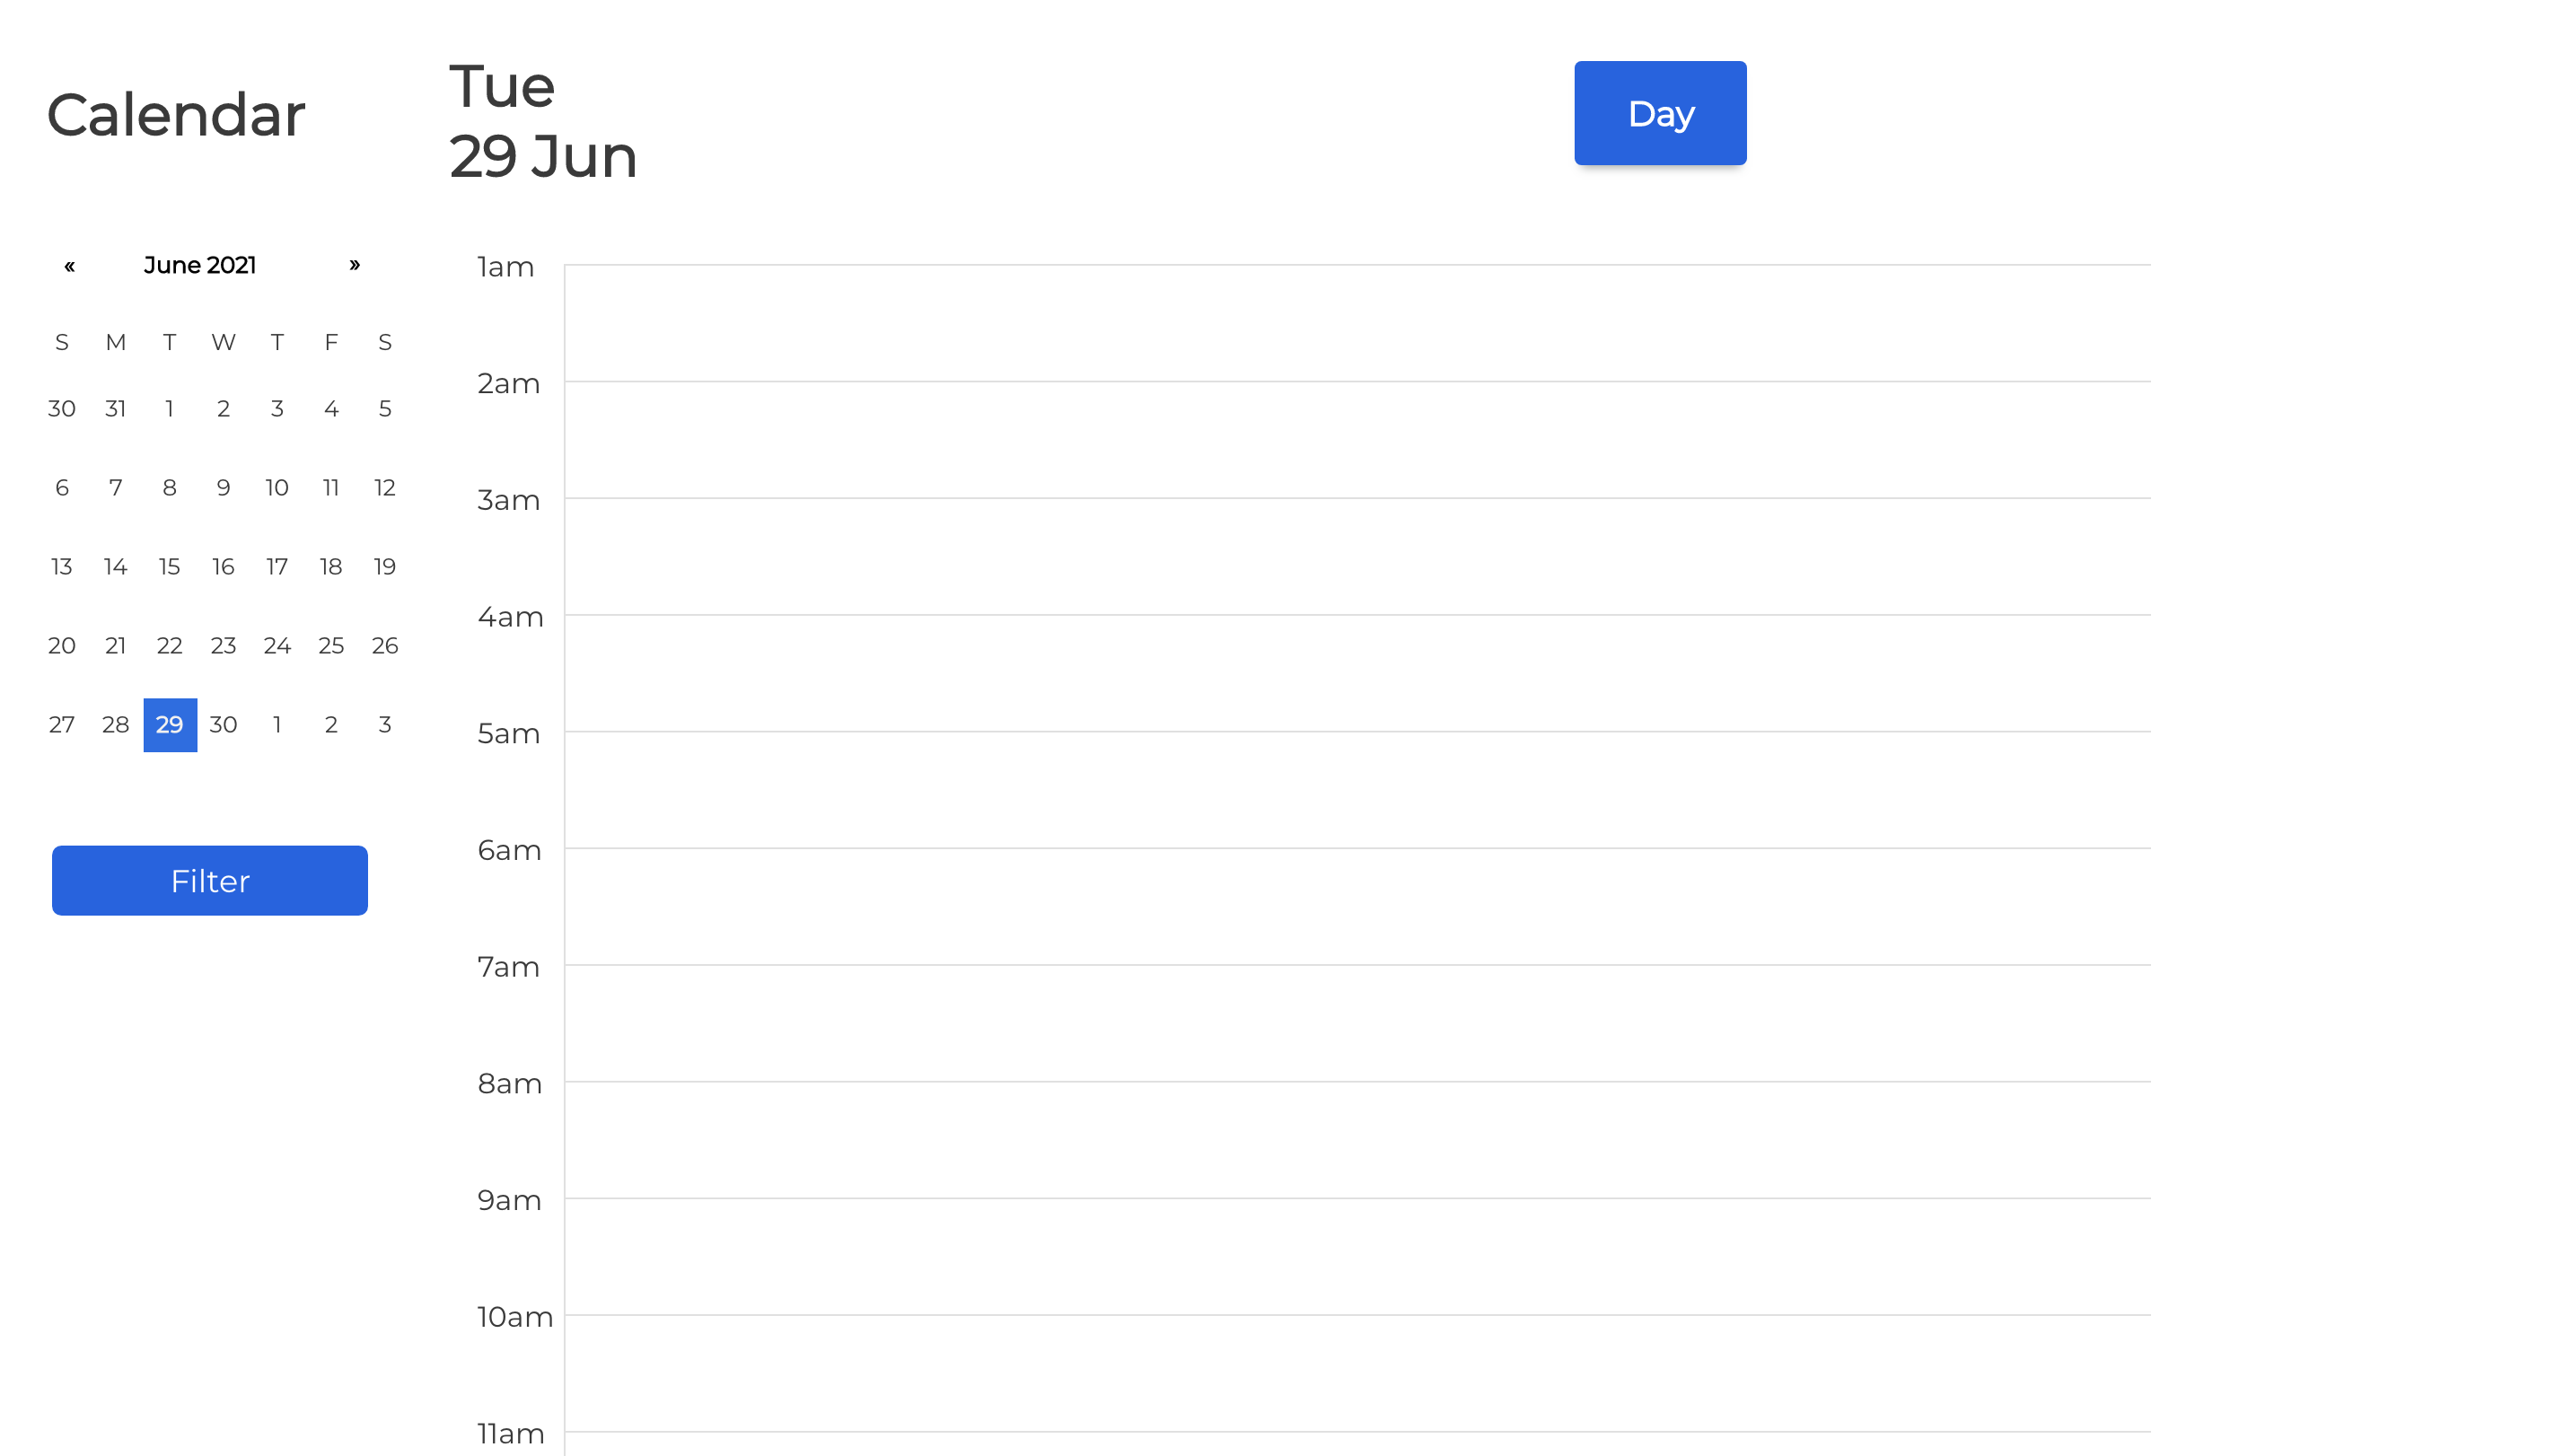 Calendar
Tue
29 Jun
Day
« June 2021 »
S M T W T F S
30 31 1 2 3 4 5
6 7 8 9 10 11 12
13 14 15 16 17 18 19
20 21 22 23 24 25 26
27 28 29 30 1 2 3
Filter
1am
2am
3am
4am
5am
6am
7am
8am
9am
10am
11am